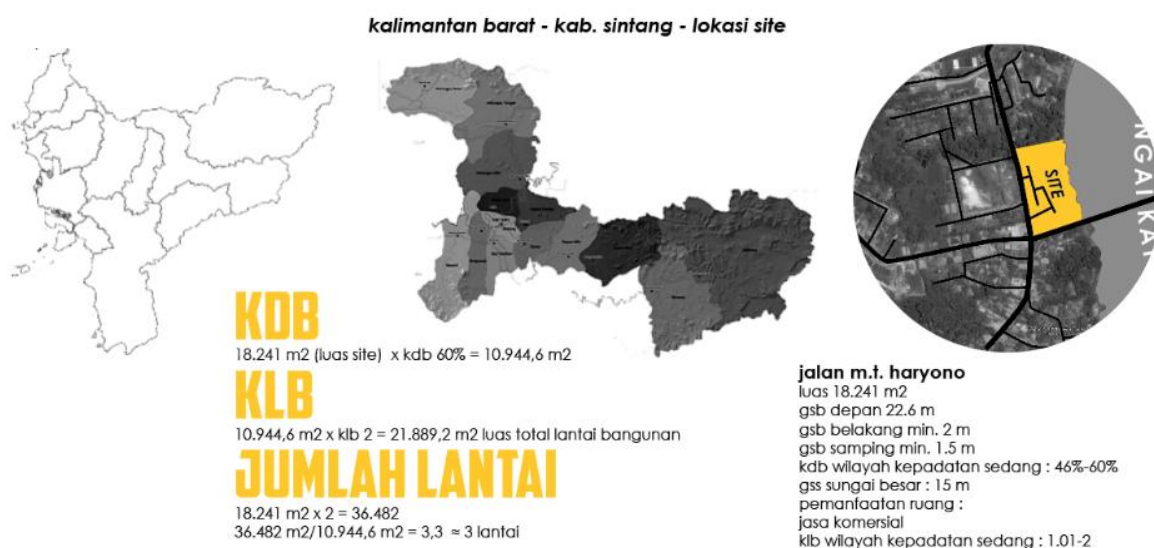 kalimantan barat - kab. sintang - lokasi site
SITE
NGAI KAP
KDB
18.241 m2 (luas site) x kdb 60% = 10.944,6 m2
KLB
10.944,6 m2 x klb 2 = 21.889,2 m2 luas total lantai bangunan
JUMLAH LANTAI
18.241 m2 x 2 = 36.482
36.482 m2/10.944,6 m2 = 3,3 ≈ 3 lantai
jalan m.t. haryono
luas 18.241 m2
gsb depan 22.6 m
gsb belakang min. 2 m
gsb samping min. 1.5 m
kdb wilayah kepadatan sedang : 46%-60%
gss sungai besar : 15 m
pemanfaatan ruang :
jasa komersial
klb wilayah kepadatan sedang : 1.01-2